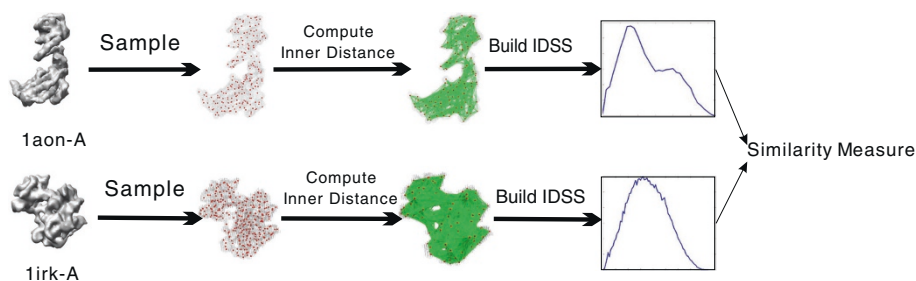 Sample
Compute
Inner Distance
Build IDSS
1aon-A
Similarity Measure
Sample
Compute
Inner Distance
Build IDSS
1irk-A